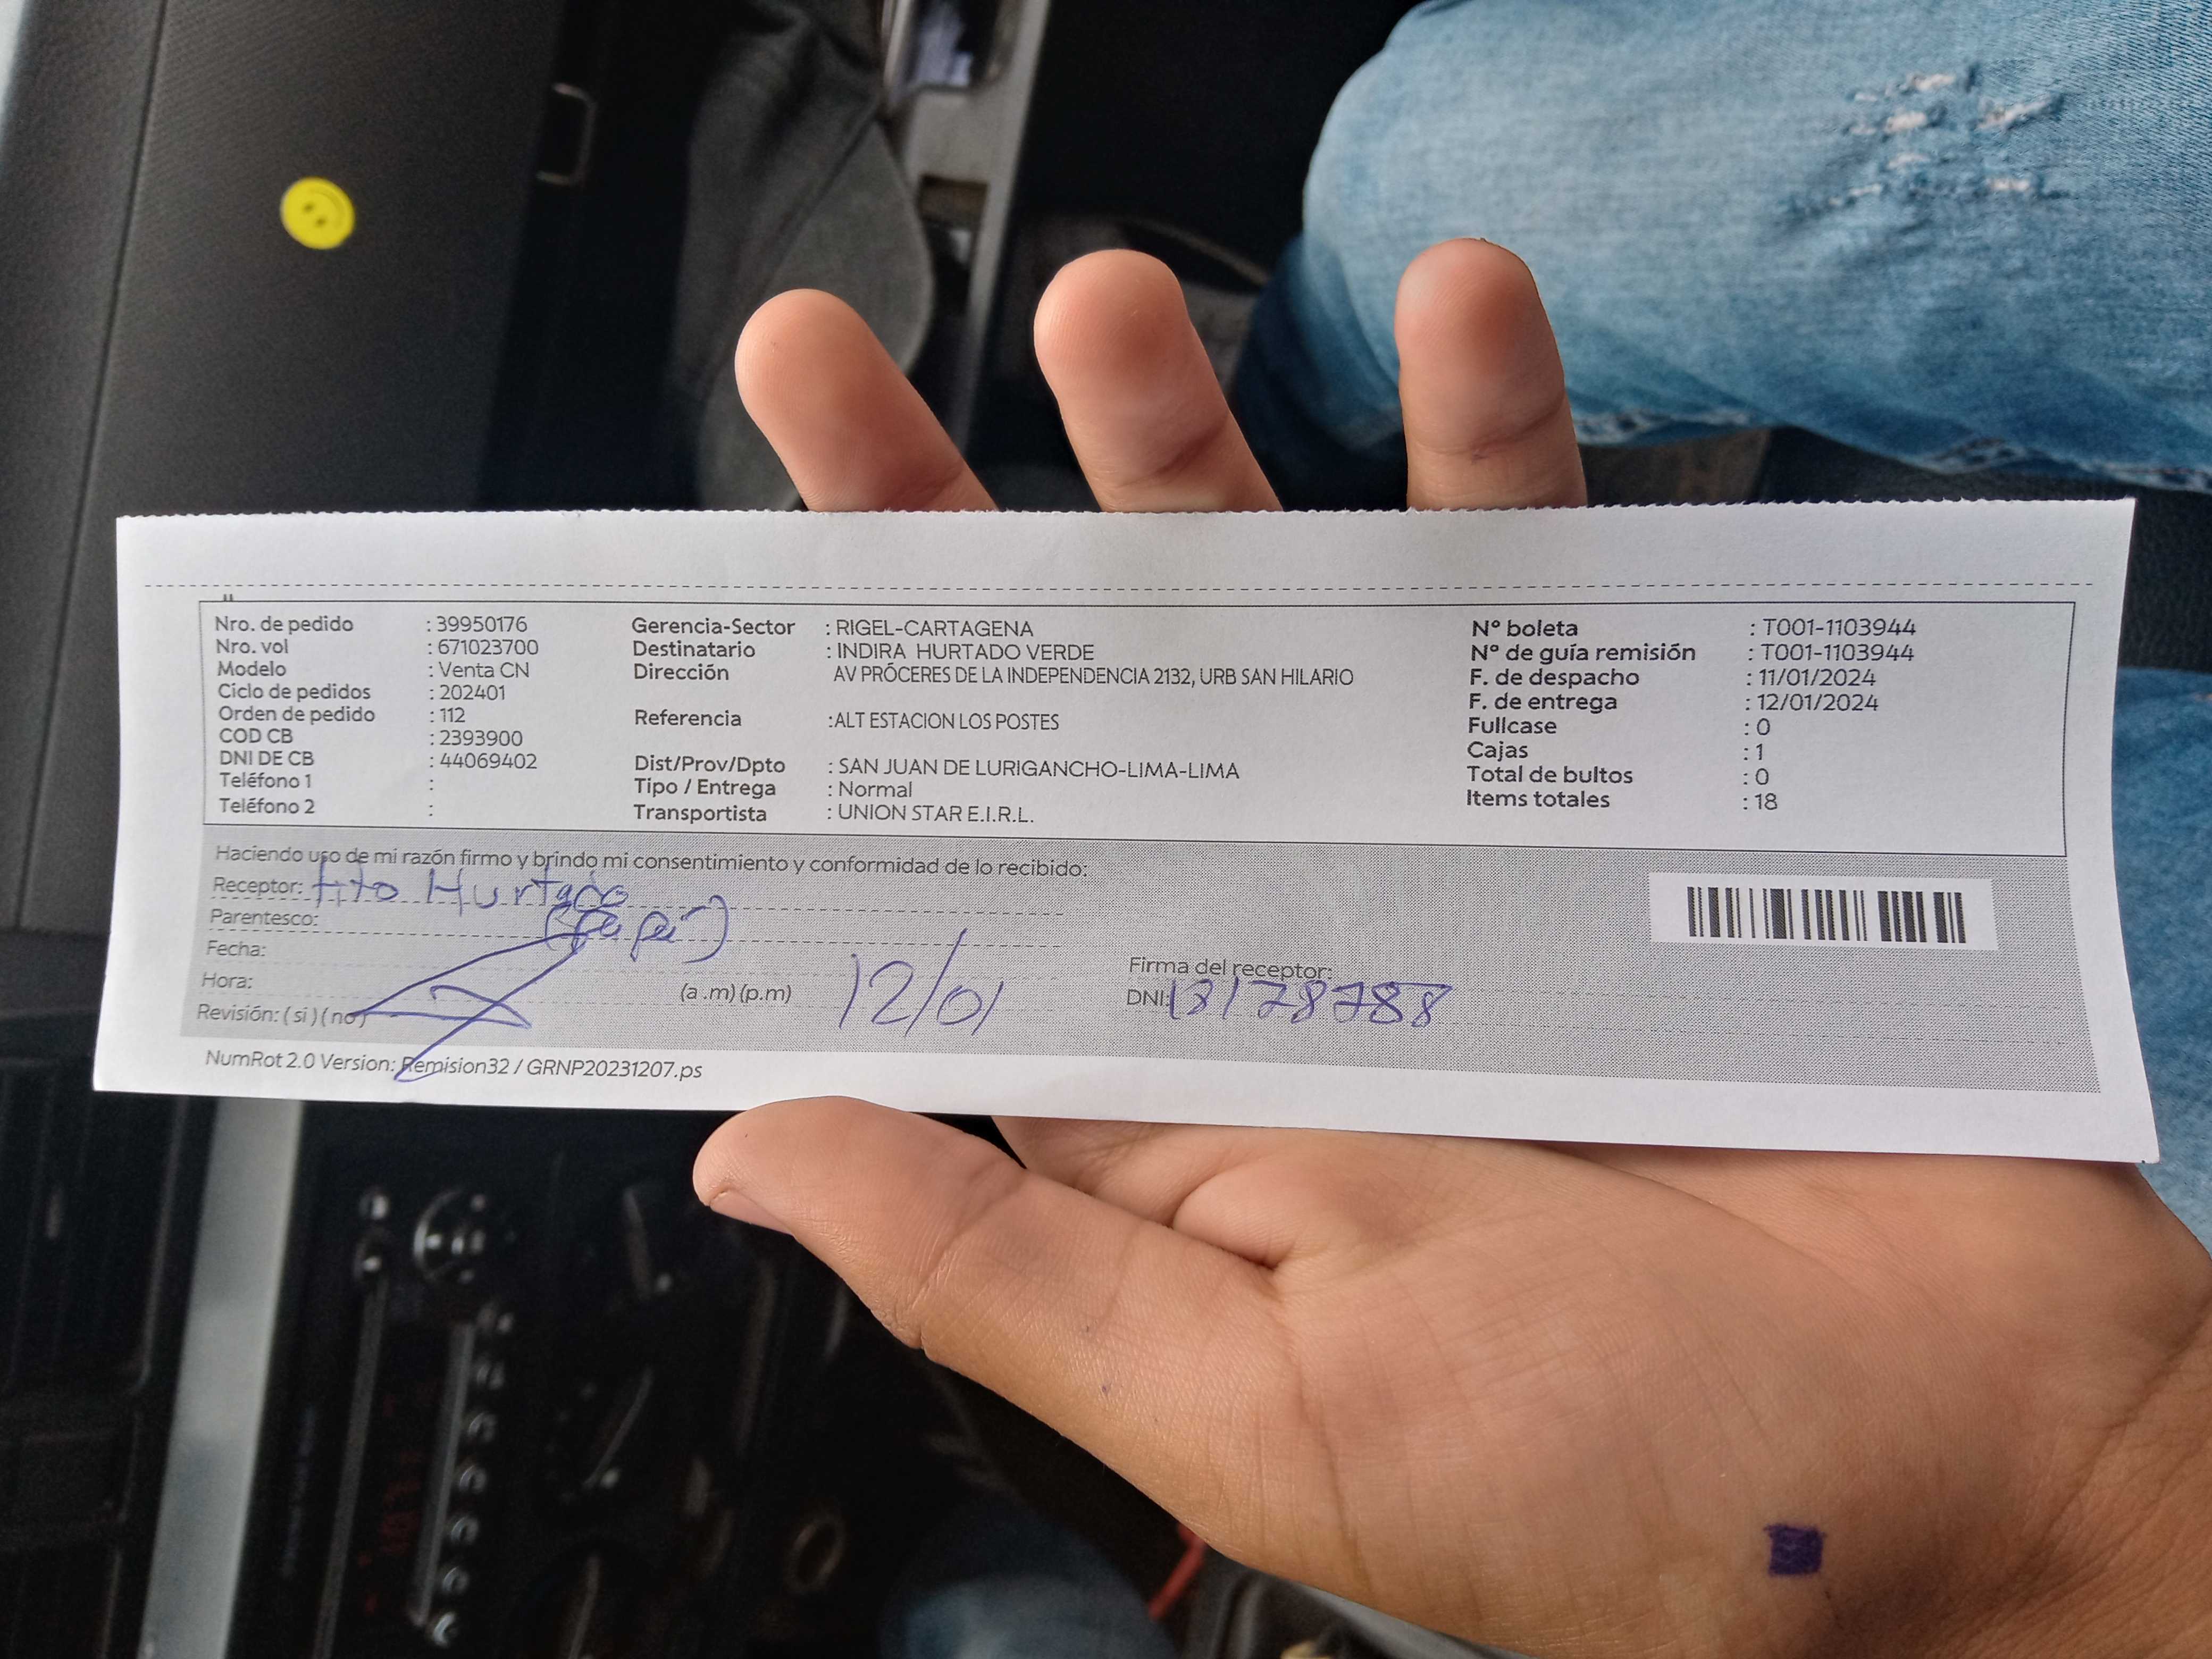 Nro. de pedido : 39950176
Nro. vol : 671023700
Modelo : Venta CN
Ciclo de pedidos : 202401
Orden de pedido : 112
COD CB : 2393900
DNI DE CB : 44069402
Teléfono 1 :
Teléfono 2 :
Gerencia-Sector : RIGEL-CARTAGENA
Destinatario : INDIRA HURTADO VERDE
Dirección AV PRÓCERES DE LA INDEPENDENCIA 2132, URB SAN HILARIO
Referencia :ALT ESTACION LOS POSTES
Dist/Prov/Dpto : SAN JUAN DE LURIGANCHO-LIMA-LIMA
Tipo / Entrega : Normal
Transportista : UNION STAR E.I.R.L.
N° boleta : T001-1103944
N° de guía remisión : T001-1103944
F. de despacho : 11/01/2024
F. de entrega : 12/01/2024
Fullcase : 0
Cajas : 1
Total de bultos : 0
Items totales : 18
Haciendo uso de mi razón firmo y brindo mi consentimiento y conformidad de lo recibido:
Receptor: tito Hurtado
Parentesco:
Fecha:
Hora: (a .m) (p.m) 12/01
Revisión: ( si ) ( no )
Firma del receptor:
DNI:
NumRot 2.0 Version: Remision32 / GRNP20231207.ps